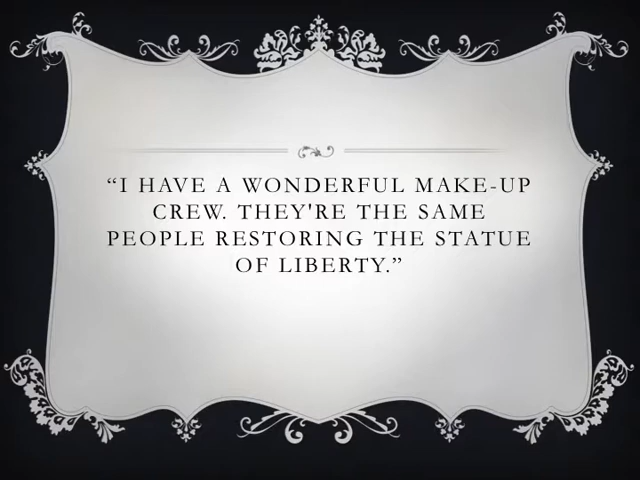 “I HAVE A WONDERFUL MAKE-UP
CREW. THEY'RE THE SAME
PEOPLE RESTORING THE STATUE
OF LIBERTY.”